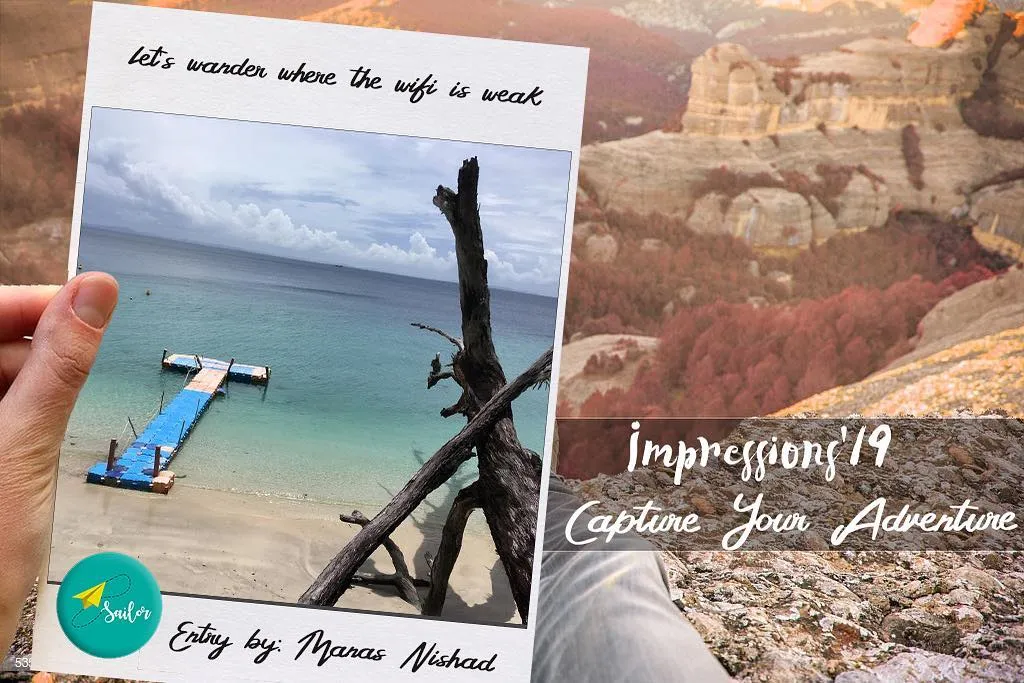 Let's wander where the wifi is weak
Sailor
Entry by: Manas Nishad
Impressions'19
Capture Your Adventure